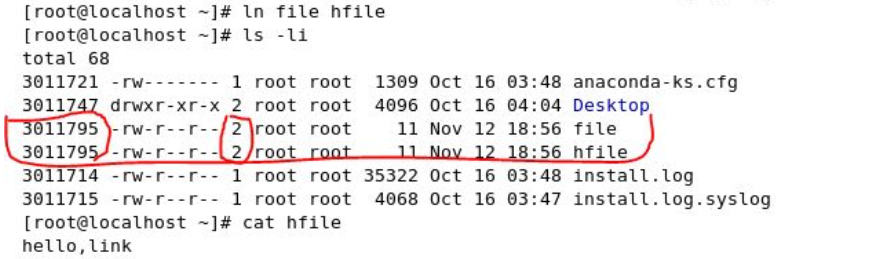 [root@localhost ~]# ln file hfile
[root@localhost ~]# ls -li
total 68
3011721 -rw------- 1 root root  1309 Oct 16 03:48 anaconda-ks.cfg
3011747 drwxr-xr-x 2 root root  4096 Oct 16 04:04 Desktop
3011795 -rw-r--r-- 2 root root    11 Nov 12 18:56 file
3011795 -rw-r--r-- 2 root root    11 Nov 12 18:56 hfile
3011714 -rw-r--r-- 1 root root 35322 Oct 16 03:48 install.log
3011715 -rw-r--r-- 1 root root  4068 Oct 16 03:47 install.log.syslog
[root@localhost ~]# cat hfile
hello,link